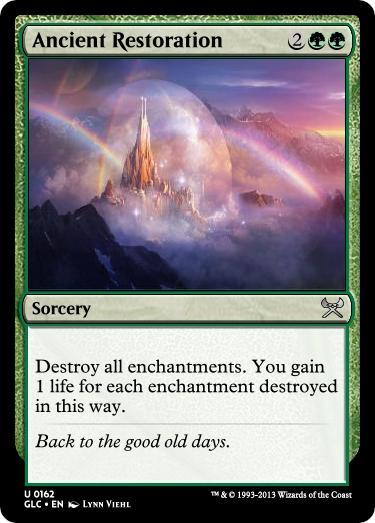 Ancient Restoration 2
Sorcery
Destroy all enchantments. You gain
1 life for each enchantment destroyed
in this way.
Back to the good old days.
U 0162
GLC • EN Lynn Viehl
™ & © 1993-2013 Wizards of the Coast